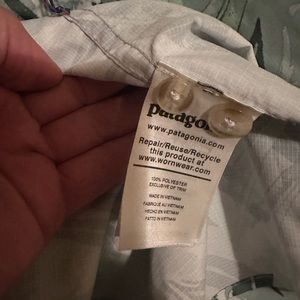 patago
www.patagonia.com
Repair/Reuse/Recycle
this product at
www.wornwear.com
100% POLYESTER
EXCLUSIVE OF TRIM
MADE IN VIETNAM
FABRIQUÉ AU VIETNAM
HECHO EN VIETNAM
FATTO IN VIETNAM